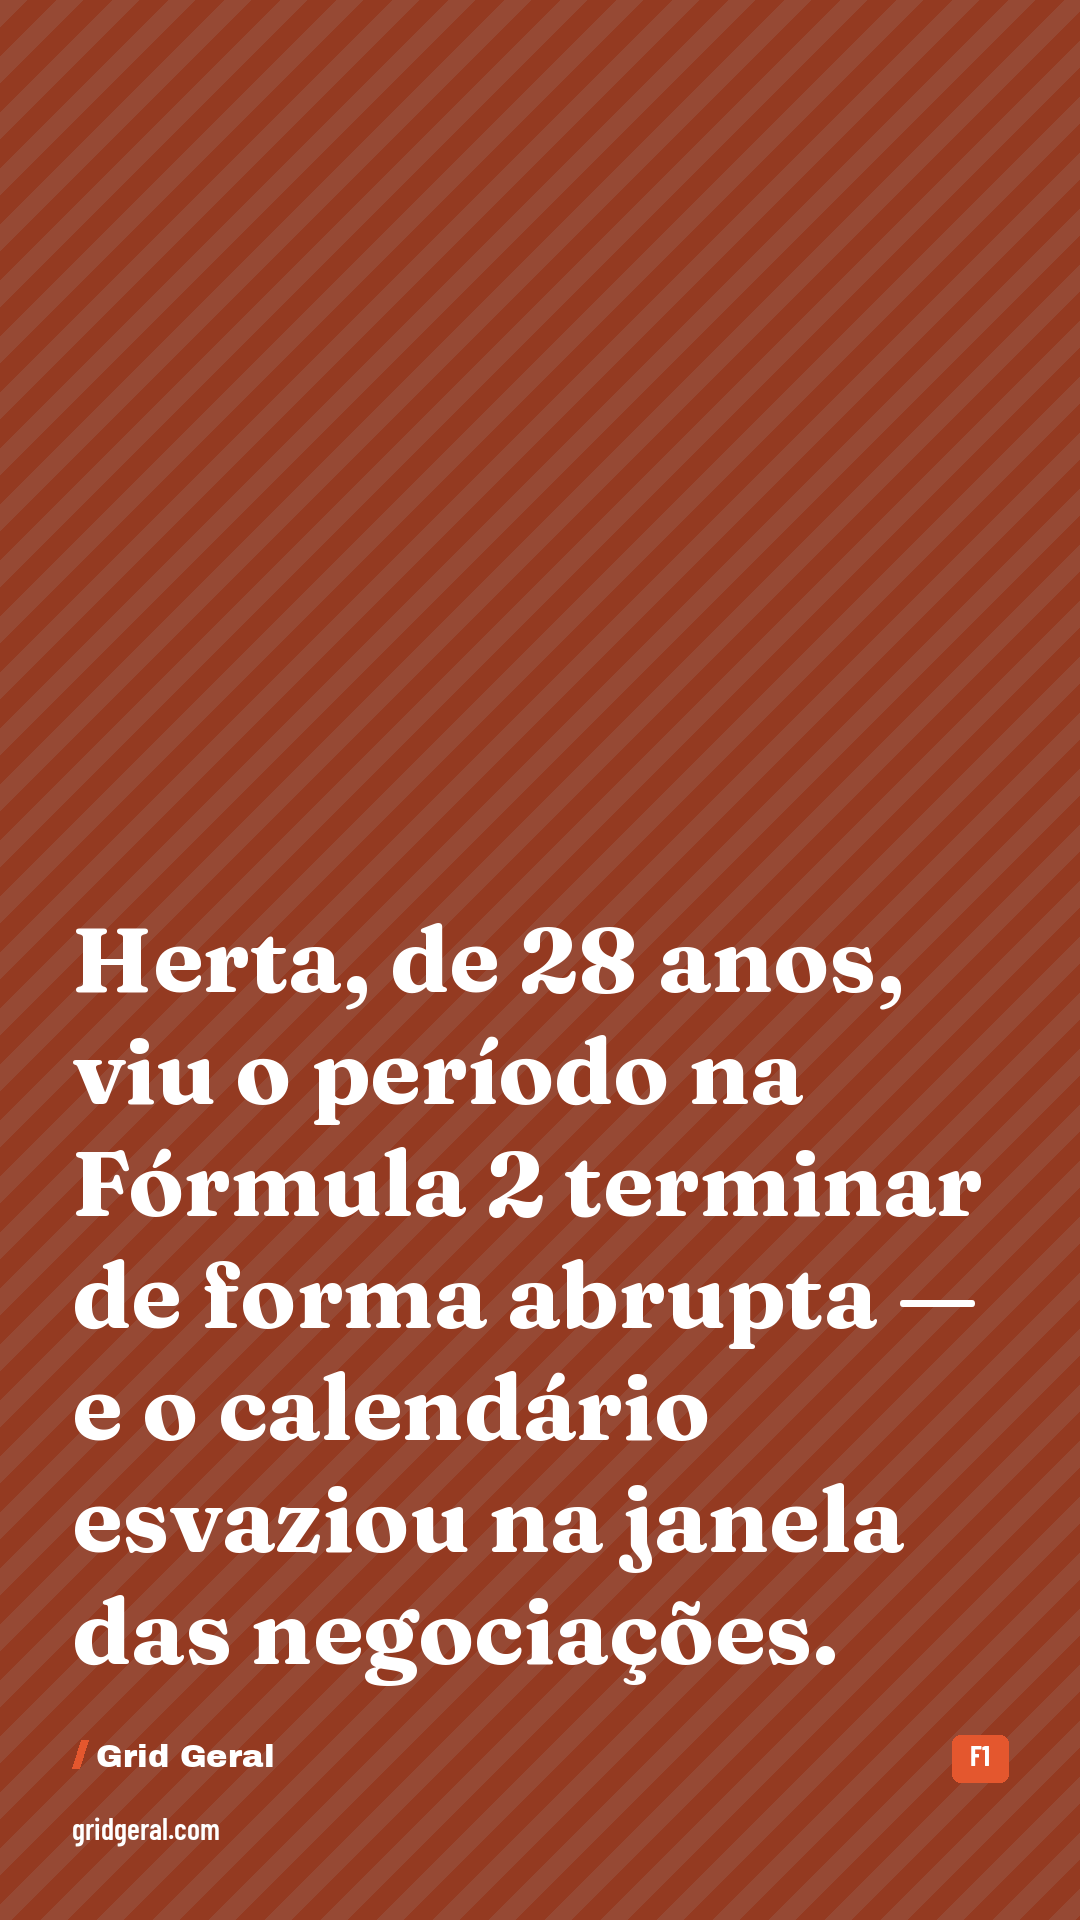 Herta, de 28 anos,
viu o período na
Fórmula 2 terminar
de forma abrupta —
e o calendário
esvaziou na janela
das negociações.
/ Grid Geral
F1
gridgeral.com